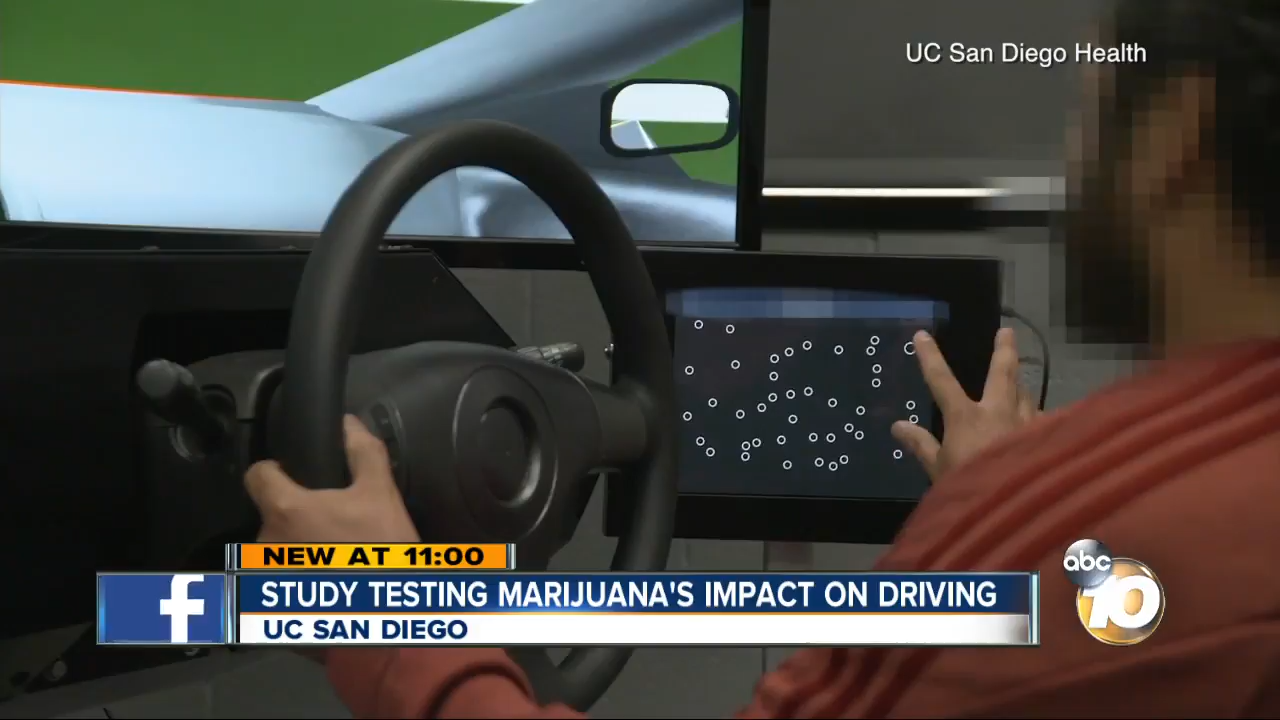 UC San Diego Health
NEW AT 11:00
f
STUDY TESTING MARIJUANA'S IMPACT ON DRIVING
UC SAN DIEGO
abc
10